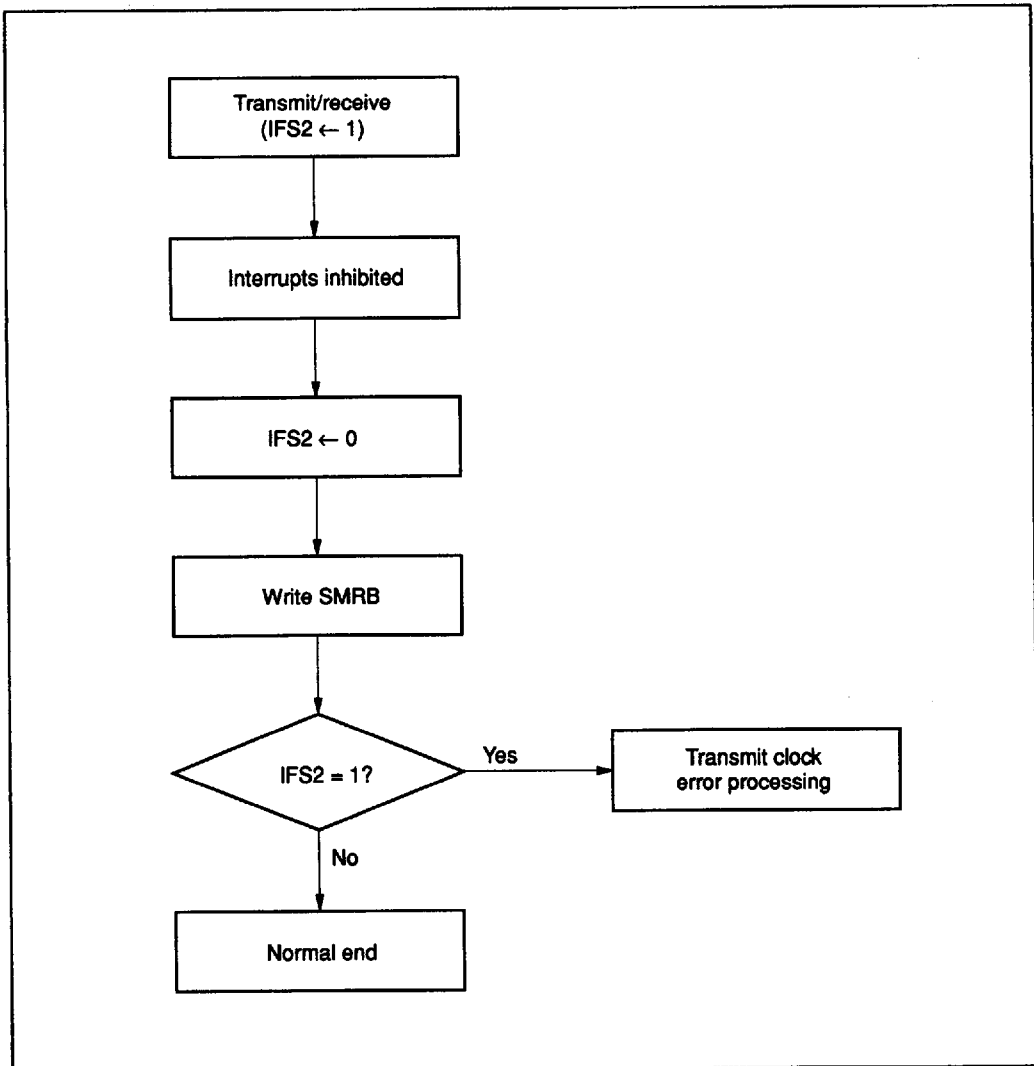 Transmit/receive
(IFS2 ← 1)
Interrupts inhibited
IFS2 ← 0
Write SMRB
IFS2 = 1?
Yes
Transmit clock
error processing
No
Normal end